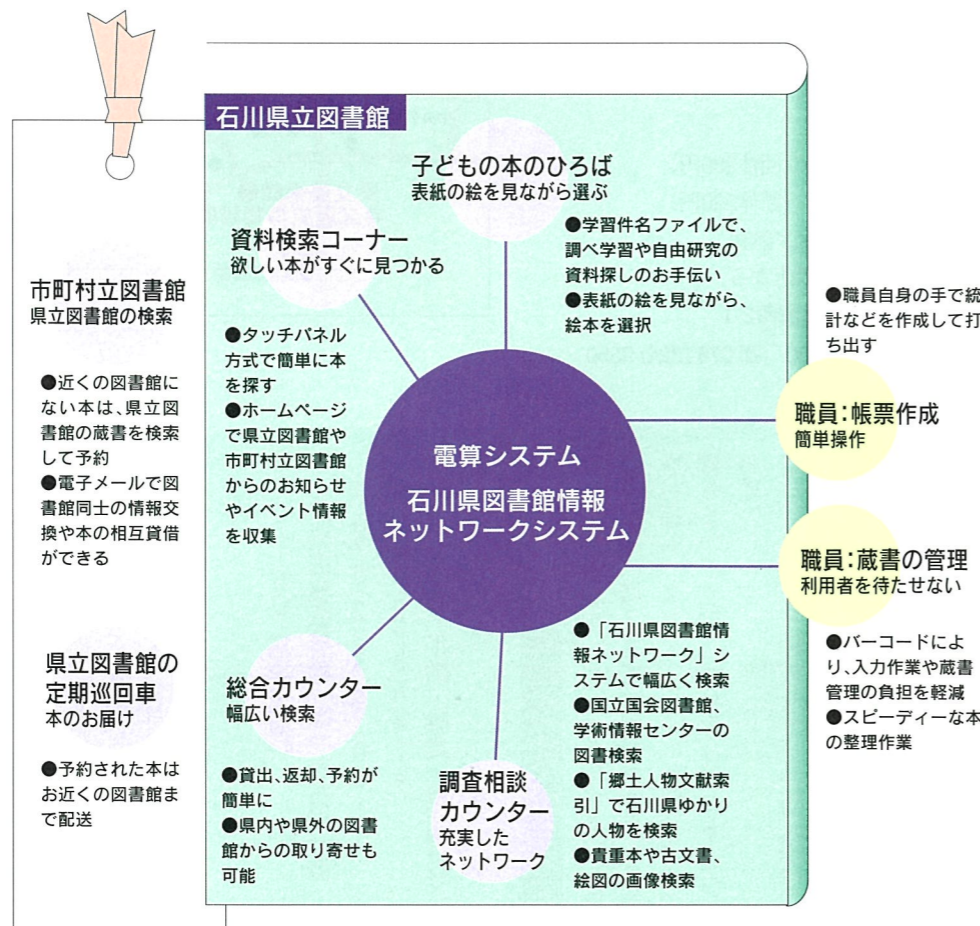 石川県立図書館
子どもの本のひろば
表紙の絵を見ながら選ぶ
●学習件名ファイルで、
調べ学習や自由研究の
資料探しのお手伝い
●表紙の絵を見ながら、
絵本を選択
資料検索コーナー
欲しい本がすぐに見つかる
●タッチパネル
方式で簡単に本
を探す
●ホームページ
で県立図書館や
市町村立図書館
からのお知らせ
やイベント情報
を収集
市町村立図書館
県立図書館の検索
●近くの図書館に
ない本は、県立図
書館の蔵書を検索
して予約
●電子メールで図
書館同士の情報交
換や本の相互貸借
ができる
電算システム
石川県図書館情報
ネットワークシステム
●職員自身の手で統
計などを作成して打
ち出す
職員：帳票作成
簡単操作
職員：蔵書の管理
利用者を待たせない
●バーコードによ
り、入力作業や蔵書
管理の負担を軽減
●スピーディーな本
の整理作業
県立図書館の
定期巡回車
本のお届け
●予約された本は
お近くの図書館ま
で配送
総合カウンター
幅広い検索
●貸出、返却、予約が
簡単に
●県内や県外の図書
館からの取り寄せも
可能
調査相談
カウンター
充実した
ネットワーク
●「石川県図書館情
報ネットワーク」シ
ステムで幅広く検索
●国立国会図書館、
学術情報センターの
図書検索
●「郷土人物文献索
引」で石川県ゆかり
の人物を検索
●貴重本や古文書、
絵図の画像検索